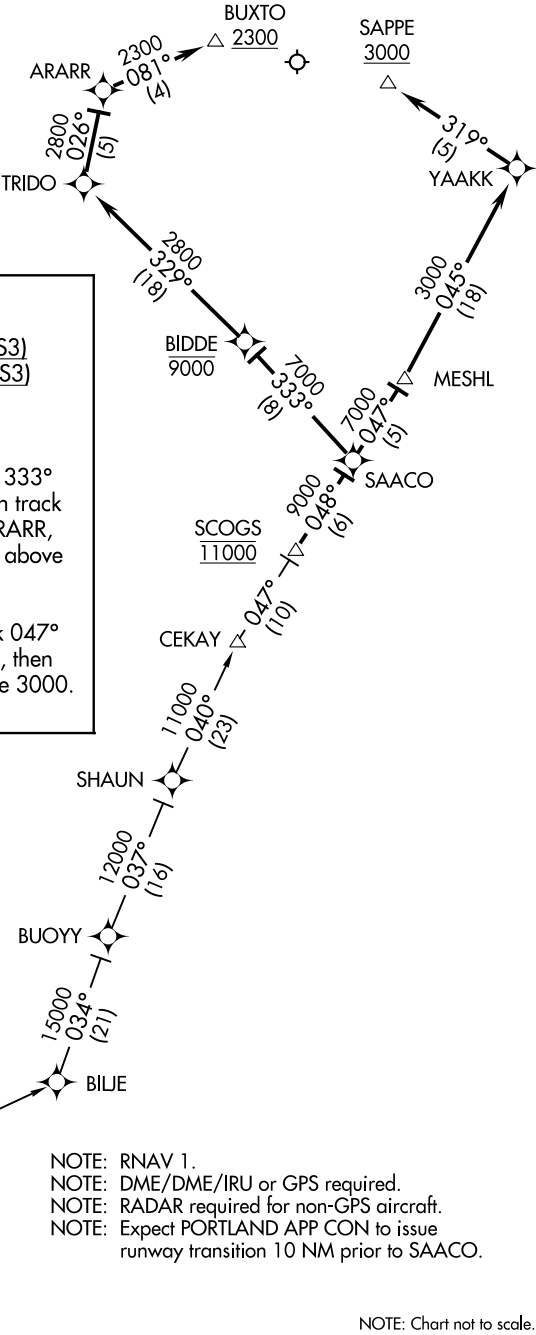 BUXTO
2300
SAPPE
3000
ARARR
2300
081°
(4)
2800
026°
(5)
TRIDO
319°
(5)
YAAKK
2800
329°
(18)
3000
045°
(18)
BIDDE
9000
7000
333°
(8)
7000
047°
(5)
MESHL
SAACO
S3)
S3)
333°
n track
RARR,
above
k 047°
, then
e 3000.
9000
048°
(6)
SCOGS
11000
047°
(10)
CEKAY
11000
040°
(23)
SHAUN
12000
037°
(16)
BUOYY
15000
034°
(21)
BILJE
NOTE: RNAV 1.
NOTE: DME/DME/IRU or GPS required.
NOTE: RADAR required for non-GPS aircraft.
NOTE: Expect PORTLAND APP CON to issue
runway transition 10 NM prior to SAACO.
NOTE: Chart not to scale.